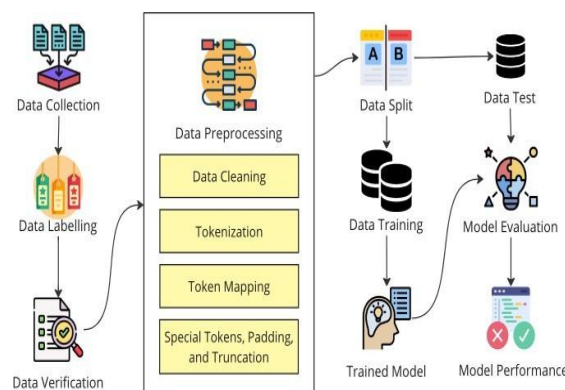 Data Collection
Data Labelling
Data Verification
Data Preprocessing
Data Cleaning
Tokenization
Token Mapping
Special Tokens, Padding,
and Truncation
A B
Data Split
Data Training
Trained Model
Data Test
Model Evaluation
Model Performance